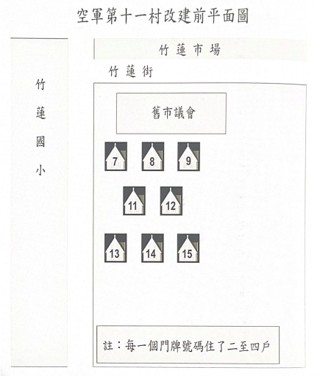 空軍第十一村改建前平面圖
竹蓮市場
竹蓮街
竹蓮國小
舊市議會
7 8 9
11 12
13 14 15
註：每一個門牌號碼住了二至四戶